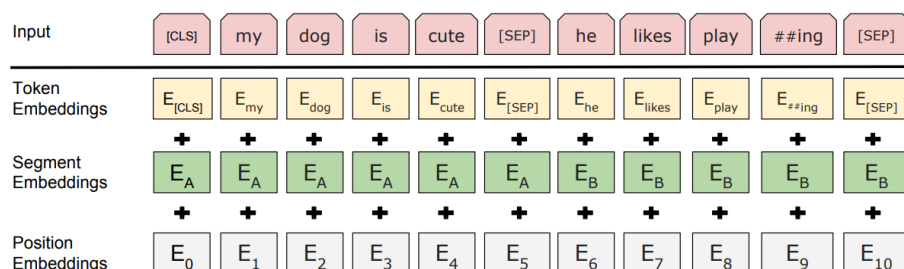 Input [CLS] my dog is cute [SEP] he likes play ##ing [SEP]
Token
Embeddings
E[CLS] Emy Edog Eis Ecute E[SEP] Ehe Elikes Eplay E##ing E[SEP]
+ + + + + + + + + + +
Segment
Embeddings
EA EA EA EA EA EA EB EB EB EB EB
+ + + + + + + + + + +
Position
Embeddings
E0 E1 E2 E3 E4 E5 E6 E7 E8 E9 E10